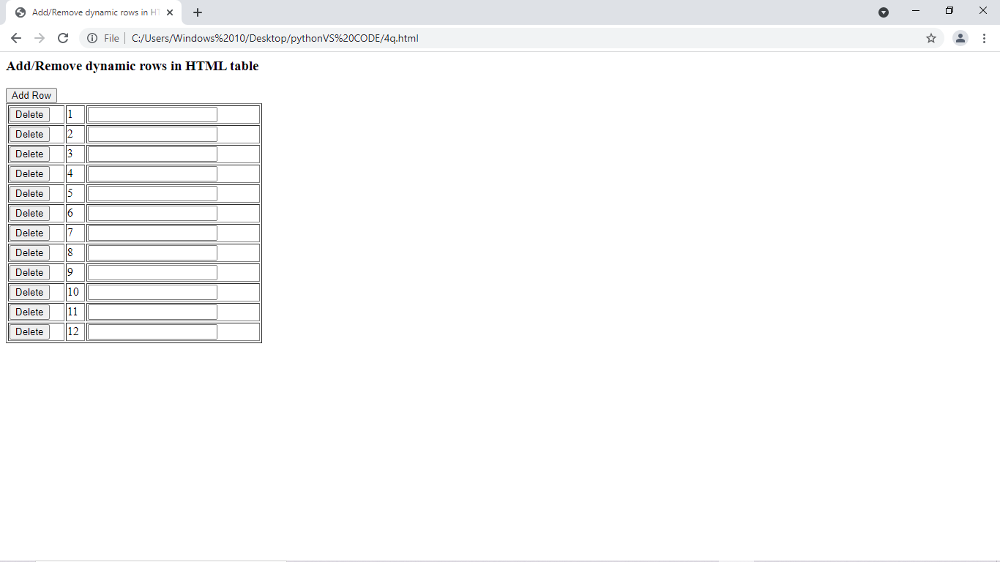 Add/Remove dynamic rows in HT
File C:/Users/Windows%2010/Desktop/pythonVS%20CODE/4q.html
Add/Remove dynamic rows in HTML table
Add Row
Delete 1
Delete 2
Delete 3
Delete 4
Delete 5
Delete 6
Delete 7
Delete 8
Delete 9
Delete 10
Delete 11
Delete 12